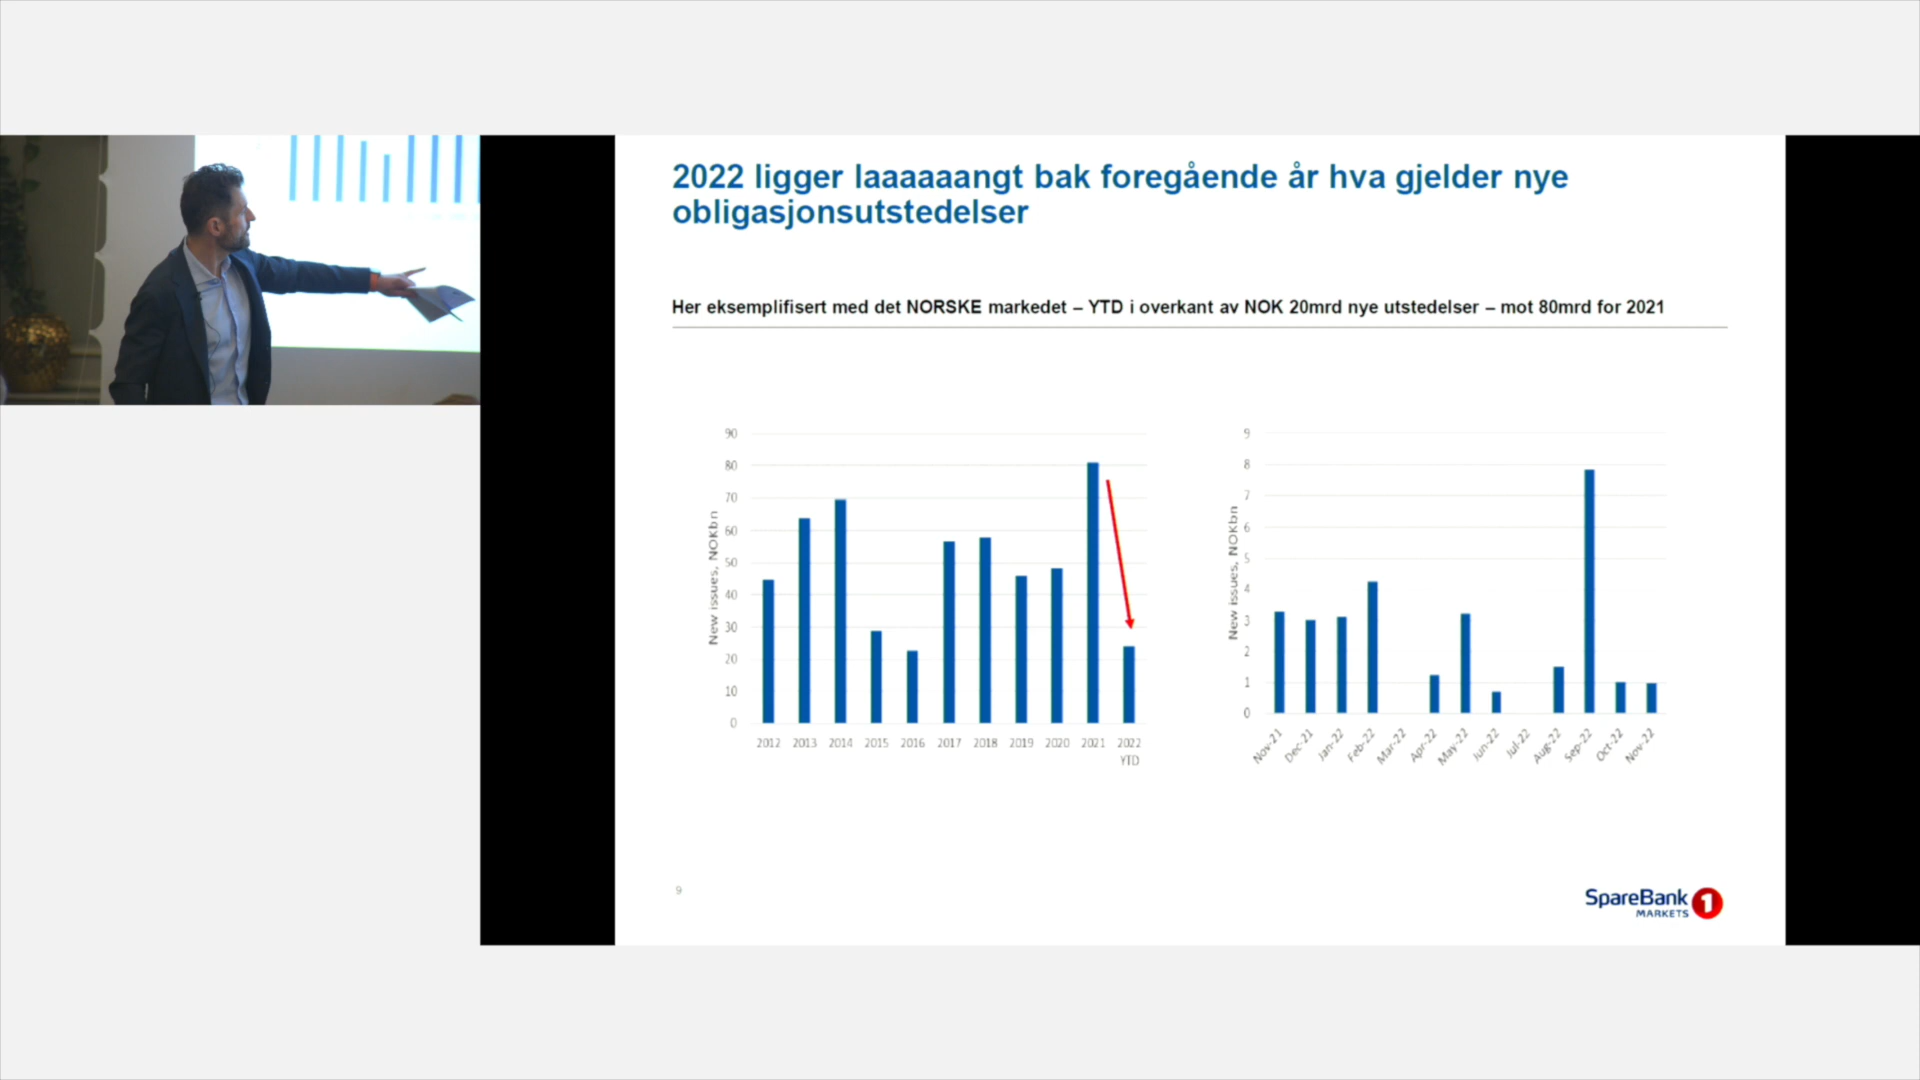 2022 ligger laaaaaangt bak foregående år hva gjelder nye
obligasjonsutstedelser
Her eksemplifisert med det NORSKE markedet – YTD i overkant av NOK 20mrd nye utstedelser – mot 80mrd for 2021
New issues, NOKbn
90
80
70
60
50
40
30
20
10
0
2012 2013 2014 2015 2016 2017 2018 2019 2020 2021 2022
YTD
New issues, NOKbn
9
8
7
6
5
4
3
2
1
0
Nov-21 Dec-21 Jan-22 Feb-22 Mar-22 Apr-22 May-22 Jun-22 Jul-22 Aug-22 Sep-22 Oct-22 Nov-22
9
SpareBank 1
MARKETS